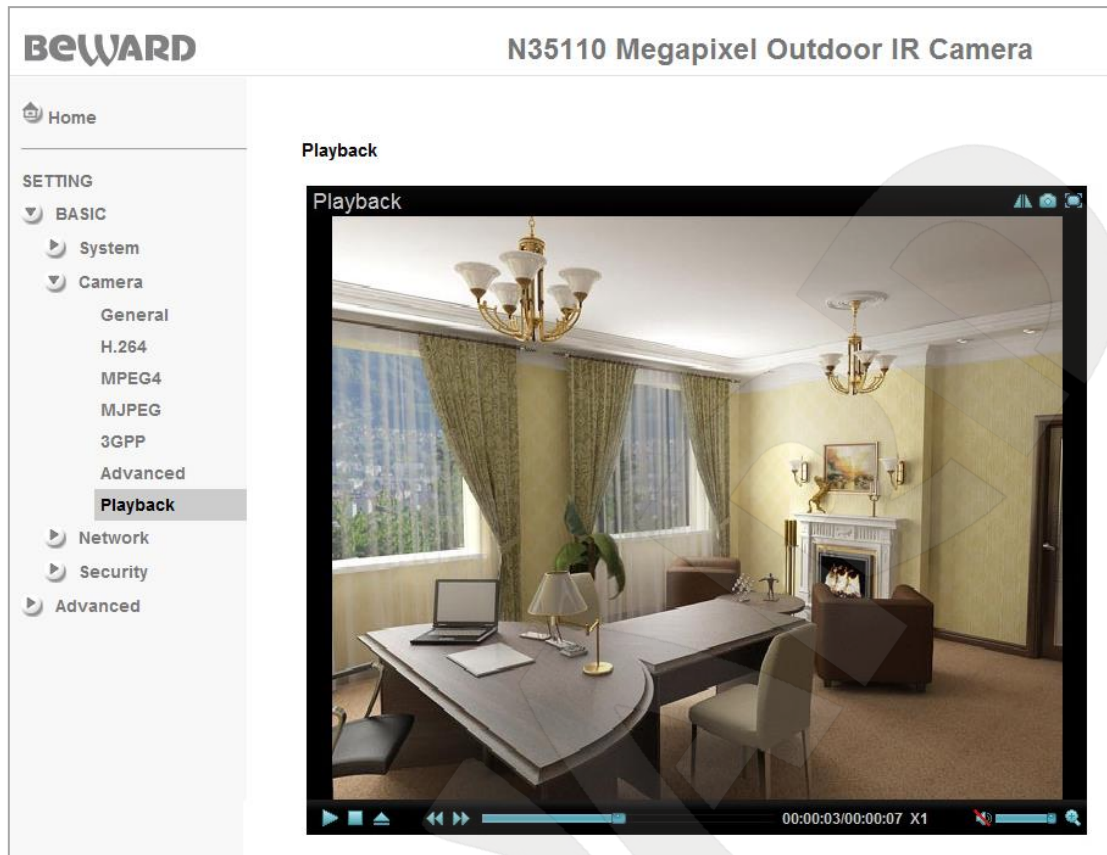 BEWARD
N35110 Megapixel Outdoor IR Camera
Home
SETTING
BASIC
System
Camera
General
H.264
MPEG4
MJPEG
3GPP
Advanced
Playback
Network
Security
Advanced
Playback
Playback
00:00:03/00:00:07 X1